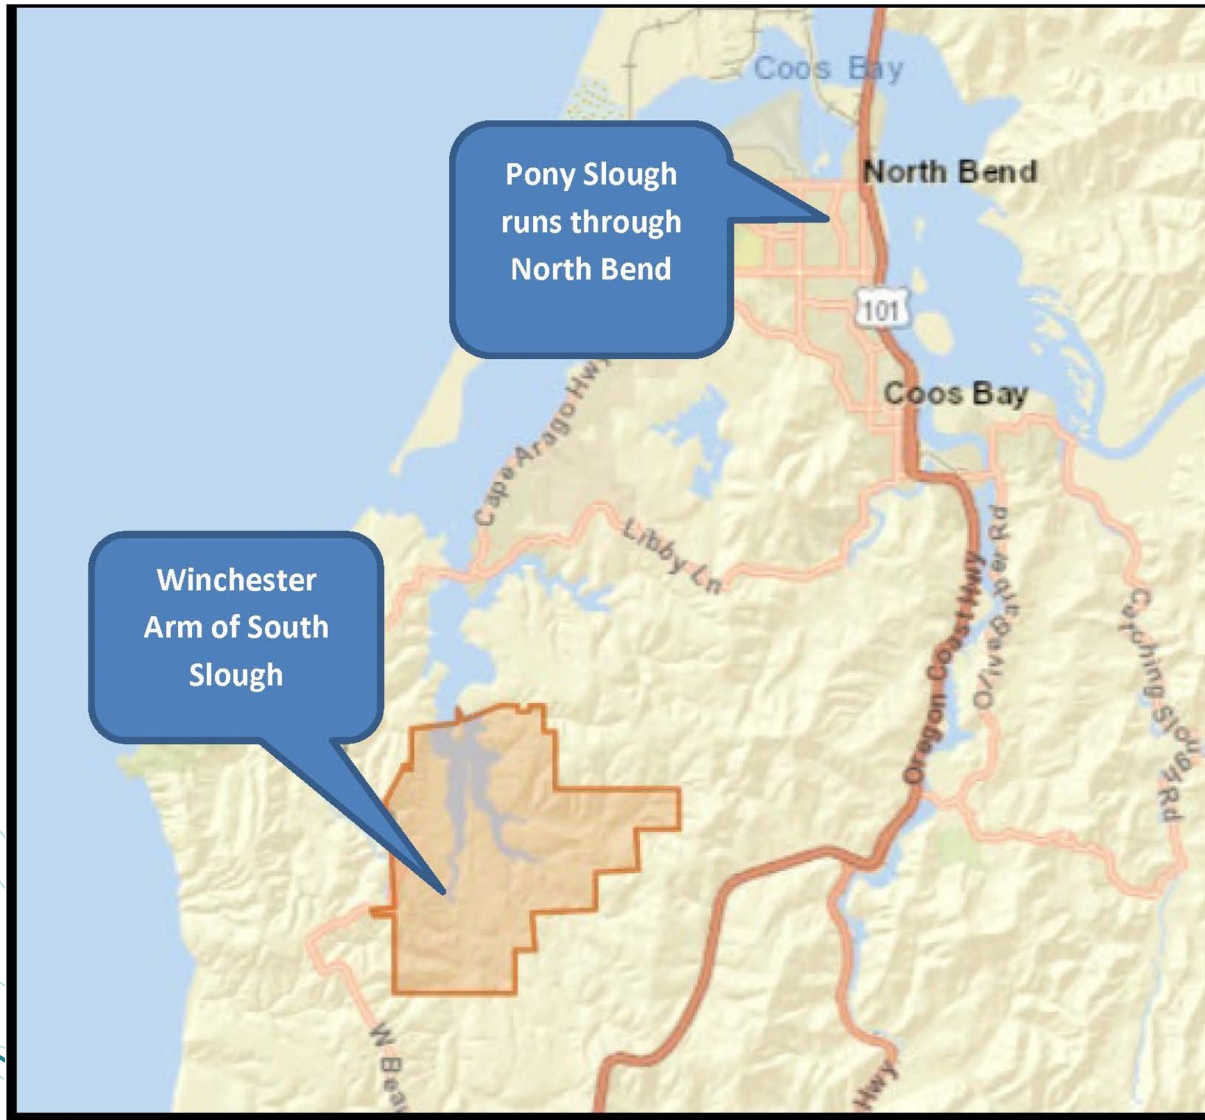 Coos Bay
Pony Slough
runs through
North Bend
North Bend
101
Coos Bay
Cape Arago Hwy
Libby Ln
Winchester
Arm of South
Slough
Oregon Coast Hwy
Olive Barbe Rd
Catching Slough Rd
W Bea
Hwy